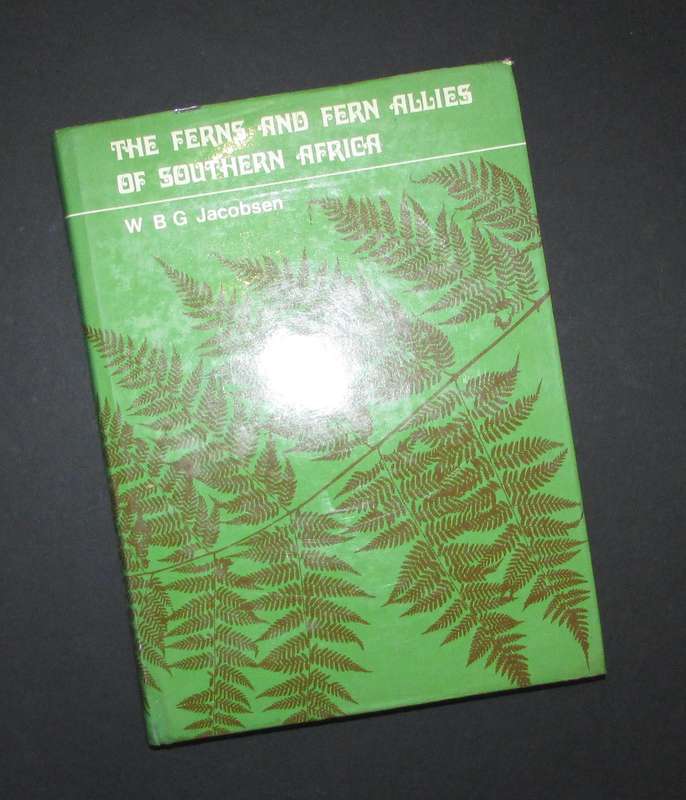 THE FERNS AND FERN ALLIES
OF SOUTHERN AFRICA
W B G Jacobsen